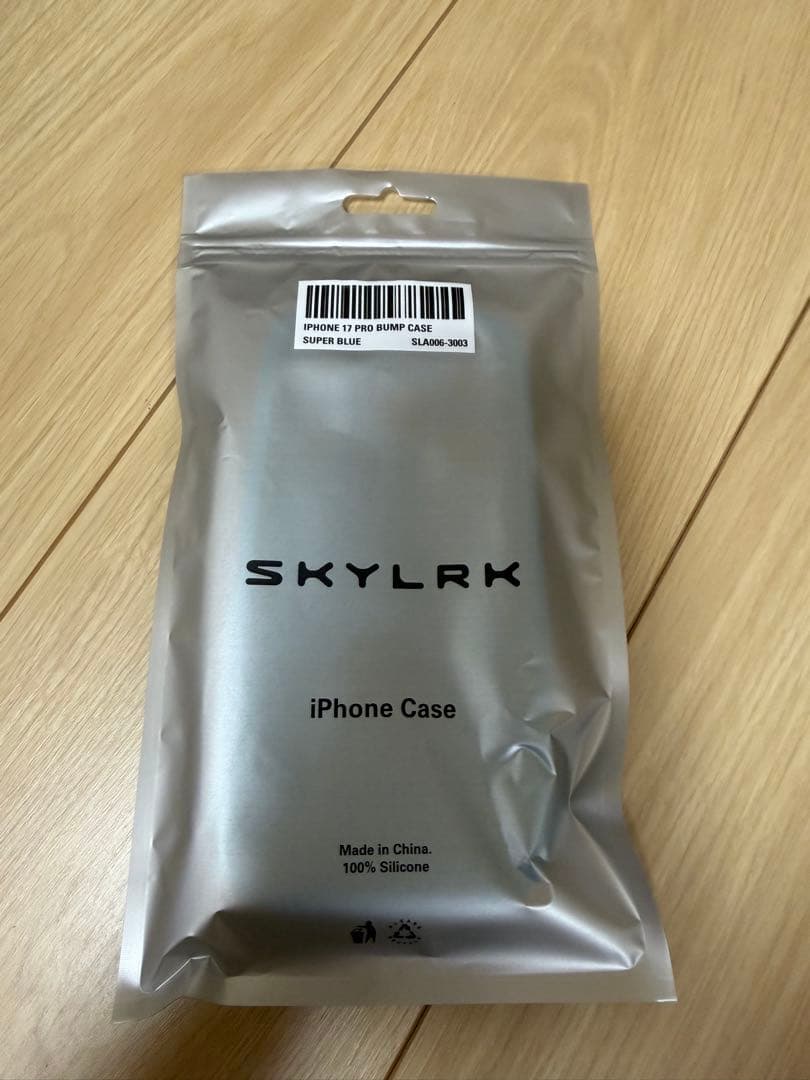 IPHONE 17 PRO BUMP CASE
SUPER BLUE SLA006-3003
SKYLRK
iPhone Case
Made in China.
100% Silicone